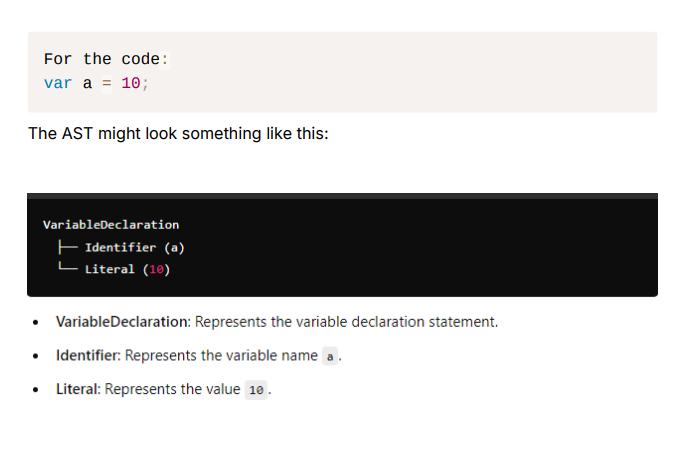 For the code:
var a = 10;
The AST might look something like this:
VariableDeclaration
├─ Identifier (a)
└─ Literal (10)
• VariableDeclaration: Represents the variable declaration statement.
• Identifier: Represents the variable name a.
• Literal: Represents the value 10.